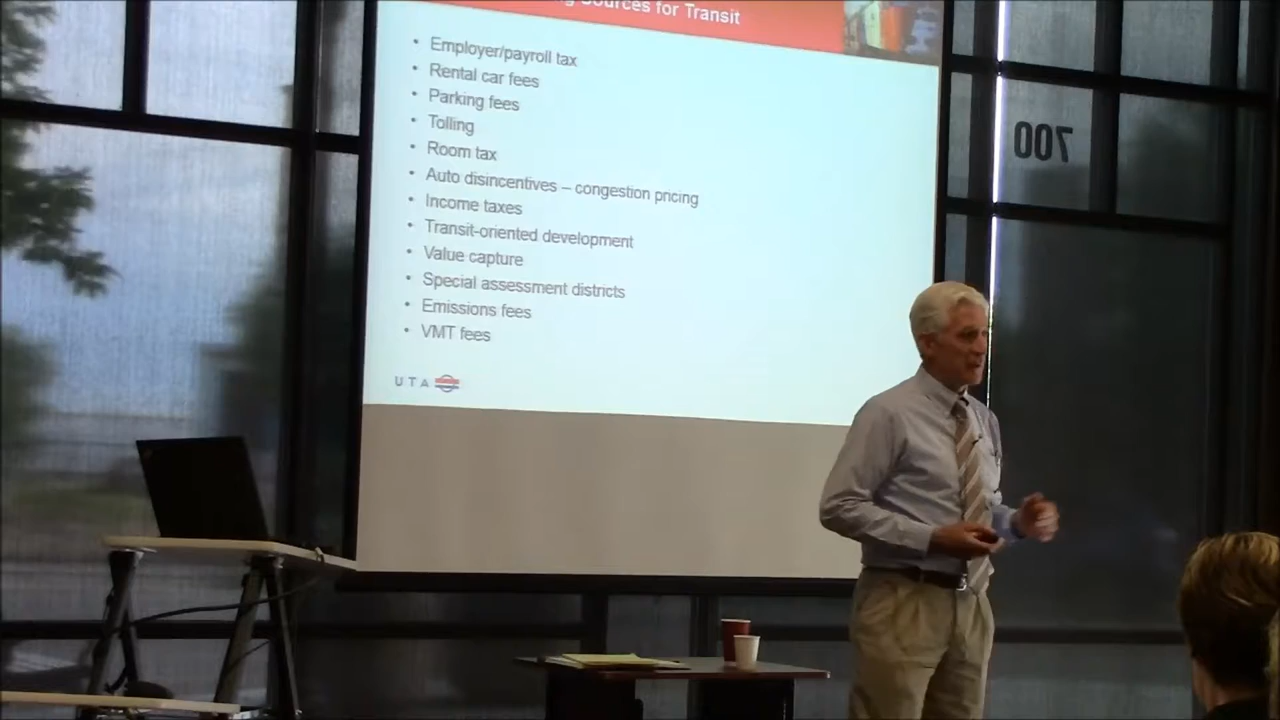 Sources for Transit
Employer/payroll tax
Rental car fees
Parking fees
Tolling
Room tax
Auto disincentives – congestion pricing
Income taxes
Transit-oriented development
Value capture
Special assessment districts
Emissions fees
VMT fees
UTA
700